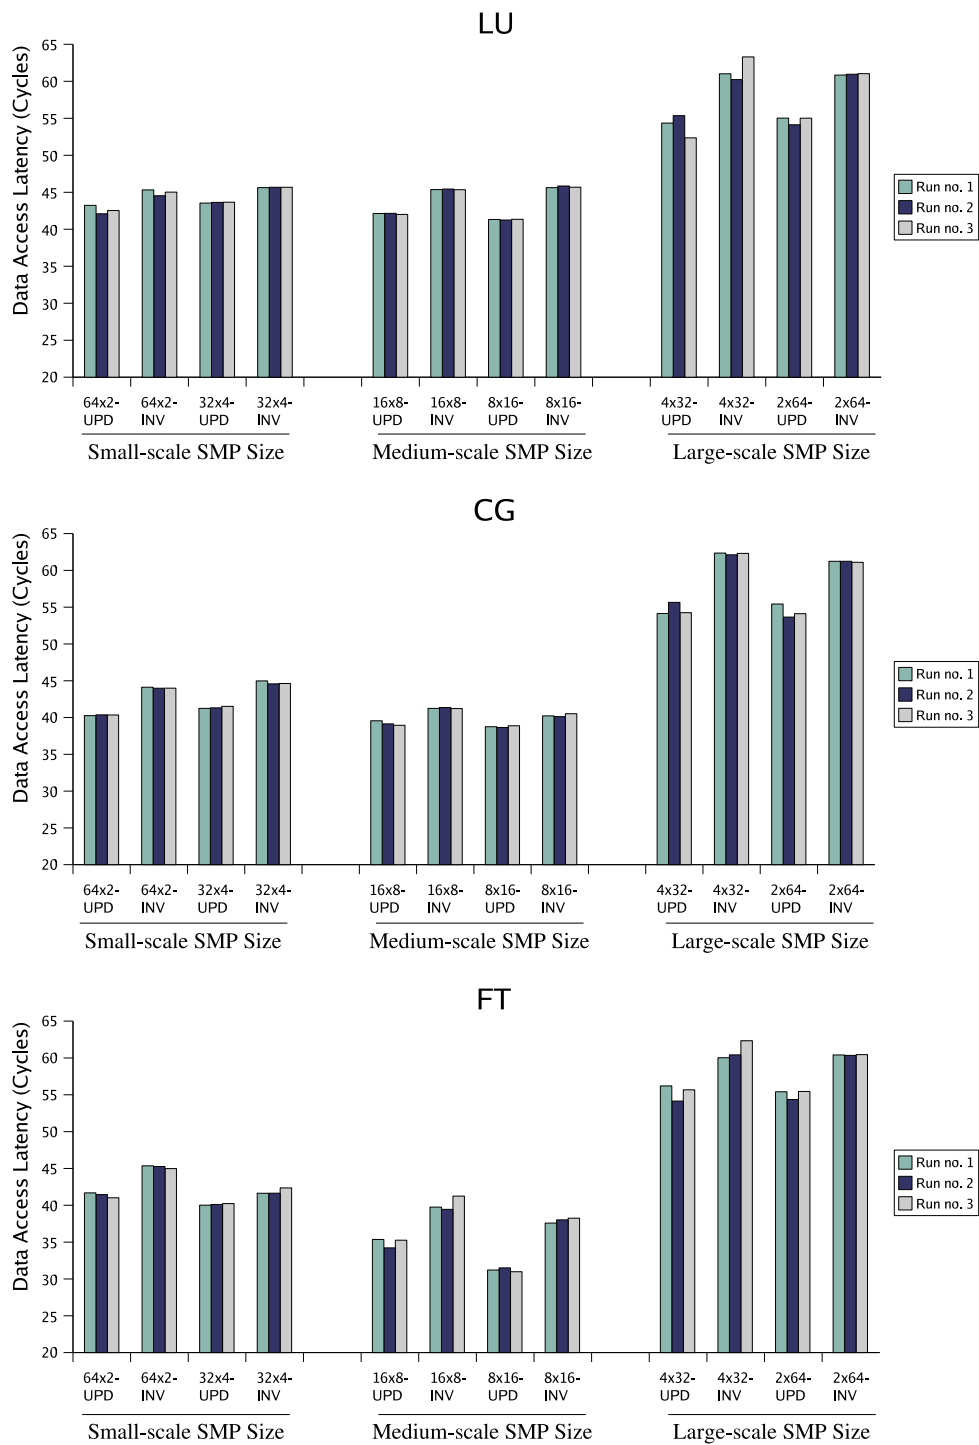 LU
Data Access Latency (Cycles)
65
60
55
50
45
40
35
30
25
20
64x2-UPD
64x2-INV
32x4-UPD
32x4-INV
16x8-UPD
16x8-INV
8x16-UPD
8x16-INV
4x32-UPD
4x32-INV
2x64-UPD
2x64-INV
Small-scale SMP Size
Medium-scale SMP Size
Large-scale SMP Size
Run no. 1
Run no. 2
Run no. 3
CG
Data Access Latency (Cycles)
65
60
55
50
45
40
35
30
25
20
64x2-UPD
64x2-INV
32x4-UPD
32x4-INV
16x8-UPD
16x8-INV
8x16-UPD
8x16-INV
4x32-UPD
4x32-INV
2x64-UPD
2x64-INV
Small-scale SMP Size
Medium-scale SMP Size
Large-scale SMP Size
Run no. 1
Run no. 2
Run no. 3
FT
Data Access Latency (Cycles)
65
60
55
50
45
40
35
30
25
20
64x2-UPD
64x2-INV
32x4-UPD
32x4-INV
16x8-UPD
16x8-INV
8x16-UPD
8x16-INV
4x32-UPD
4x32-INV
2x64-UPD
2x64-INV
Small-scale SMP Size
Medium-scale SMP Size
Large-scale SMP Size
Run no. 1
Run no. 2
Run no. 3